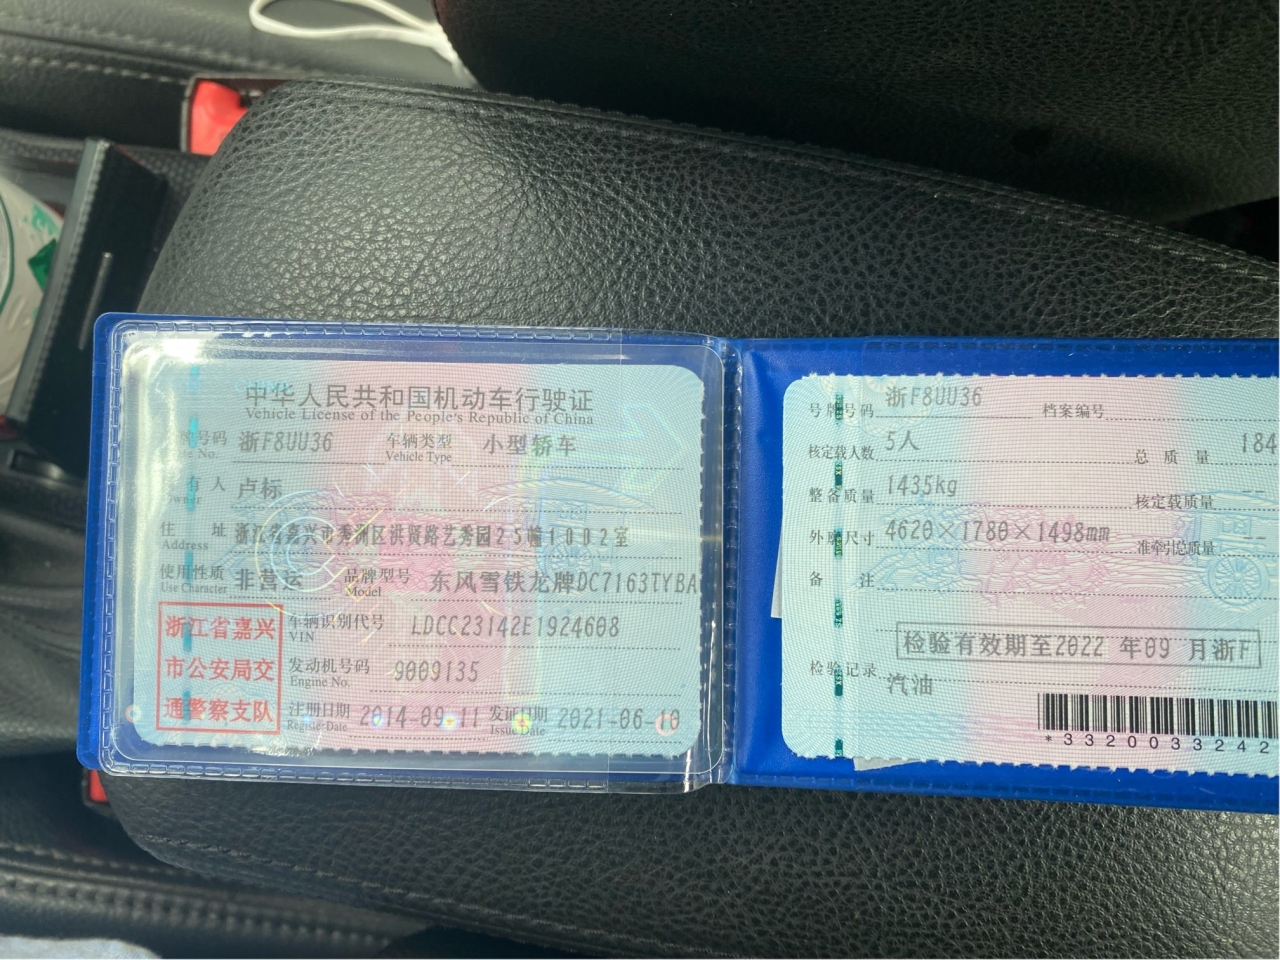 中华人民共和国机动车行驶证
Vehicle License of the People's Republic of China
牌号码 浙F8UU36 车辆类型 小型轿车
No. Vehicle Type
有人 卢标
Owner
住 址 浙江省嘉兴市秀洲区洪贤路艺秀园25幢1002室
Address
使用性质 非营运 品牌型号 东风雪铁龙牌DC7163TYBA
Use Character Model
浙江省嘉兴
市公安局交
通警察支队
车辆识别代号 LDCC23142E1924608
VIN
发动机号码 9009135
Engine No.
注册日期 2014-09-11 发证日期 2021-06-10
Register Date Issue Date
号牌号码 浙F8UU36 档案编号
核定载人数 5人 总质量 184
整备质量 1435kg 核定载质量 --
外廓尺寸 4620×1780×1498mm 准牵引总质量 --
备 注
检验有效期至2022 年09 月浙F
检验记录
汽油
*3320033242